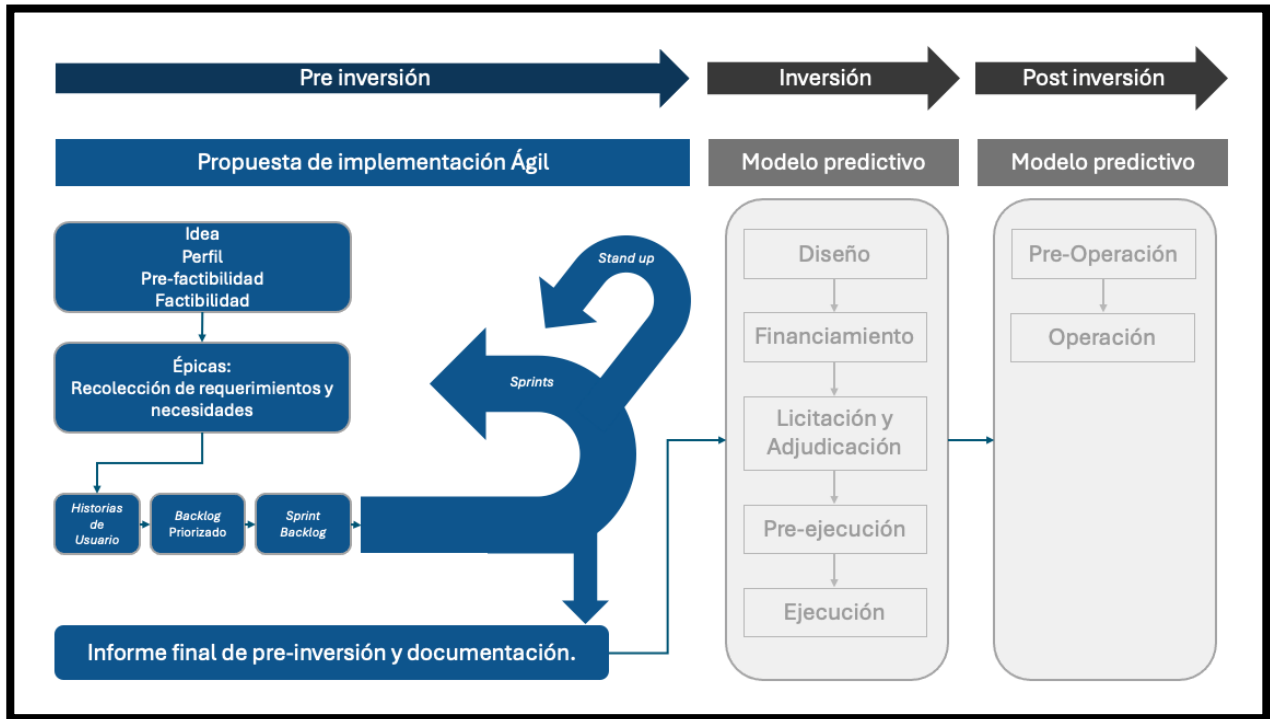 Pre inversión
Inversión
Post inversión
Propuesta de implementación Ágil
Modelo predictivo
Modelo predictivo
Idea
Perfil
Pre-factibilidad
Factibilidad
Épicas:
Recolección de requerimientos y
necesidades
Historias
de
Usuario
Backlog
Priorizado
Sprint
Backlog
Sprints
Stand up
Informe final de pre-inversión y documentación.
Diseño
Financiamiento
Licitación y
Adjudicación
Pre-ejecución
Ejecución
Pre-Operación
Operación